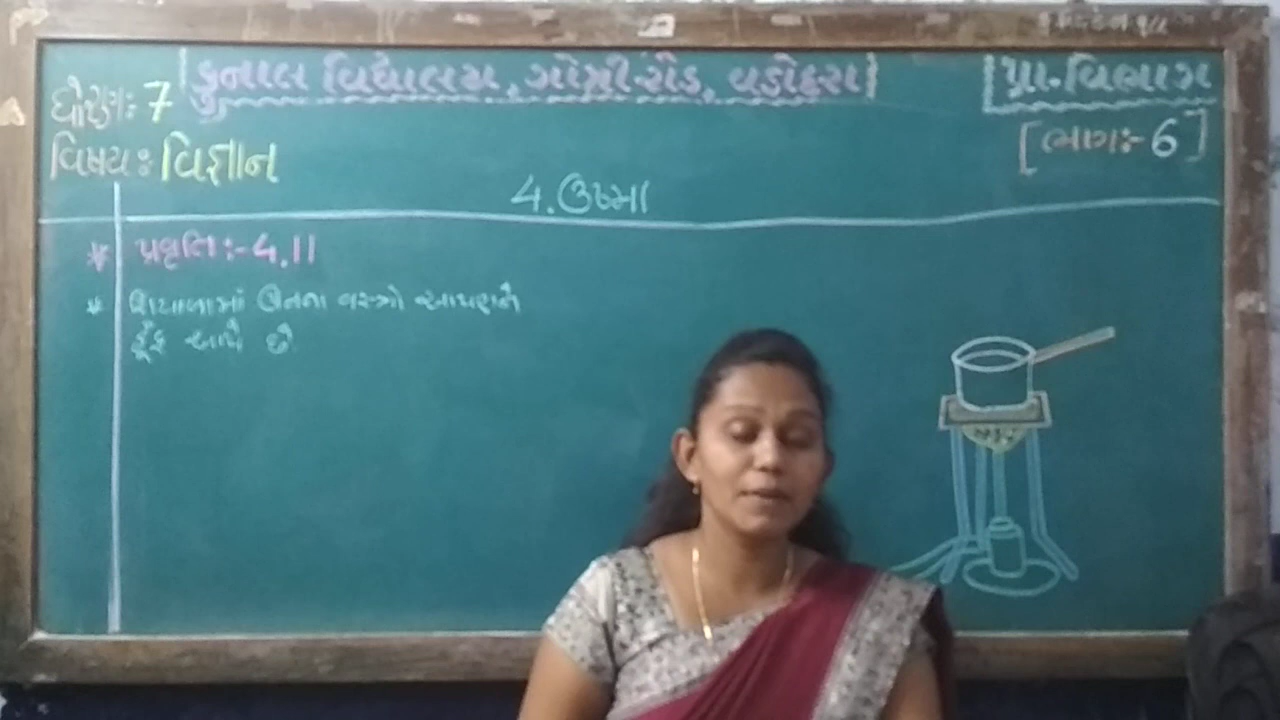 કુનાલ વિદ્યાલય, ગોત્રી રોડ, વડોદરા
પ્રા.વિભાગ
ધોરણ: 7
[ભાગ:- 6]
વિષય: વિજ્ઞાન
4. ઉષ્મા
* પ્રવૃતિ:- 4.11
* શિયાળામાં ઊનના વસ્ત્રો આપણને
હૂંફ આપે છે.